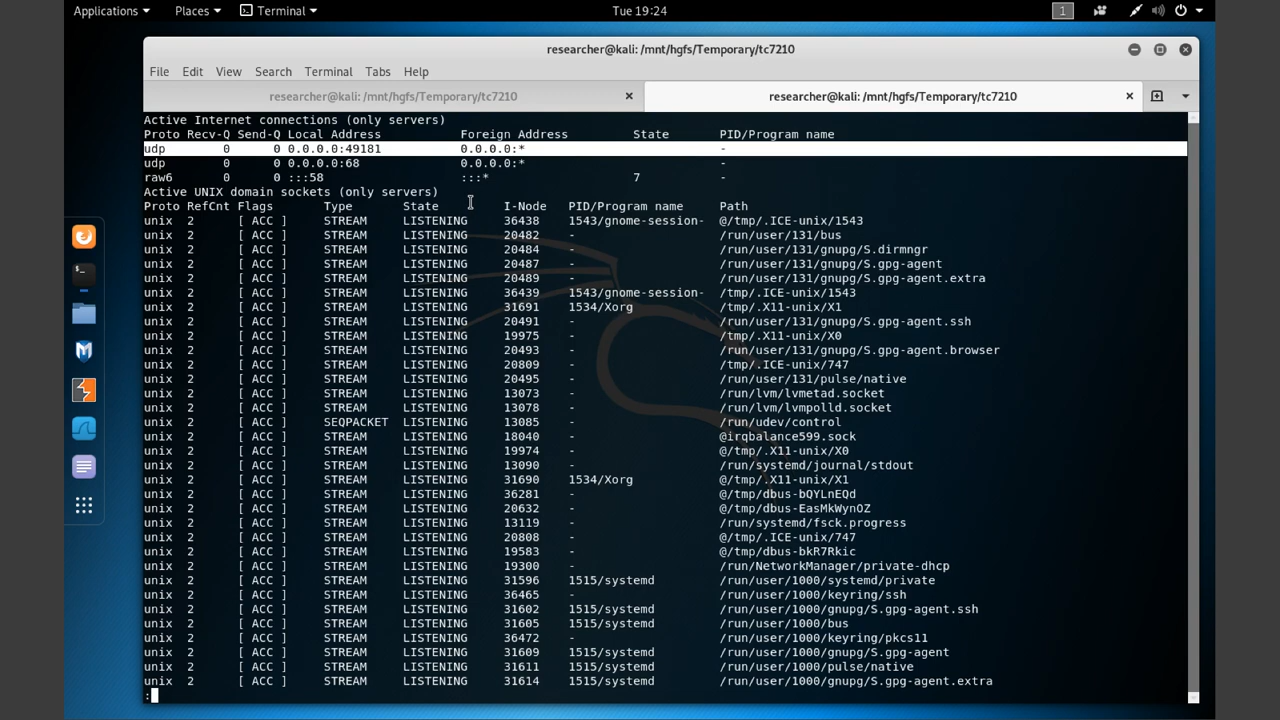 Applications Places Terminal Tue 19:24 1
researcher@kali: /mnt/hgfs/Temporary/tc7210
File Edit View Search Terminal Tabs Help
researcher@kali: /mnt/hgfs/Temporary/tc7210 researcher@kali: /mnt/hgfs/Temporary/tc7210
Active Internet connections (only servers)
Proto Recv-Q Send-Q Local Address Foreign Address State PID/Program name
udp 0 0 0.0.0.0:49181 0.0.0.0:* -
udp 0 0 0.0.0.0:68 0.0.0.0:* -
raw6 0 0 :::58 :::* 7 -
Active UNIX domain sockets (only servers)
Proto RefCnt Flags Type State I-Node PID/Program name Path
unix 2 [ ACC ] STREAM LISTENING 36438 1543/gnome-session- @/tmp/.ICE-unix/1543
unix 2 [ ACC ] STREAM LISTENING 20482 - /run/user/131/bus
unix 2 [ ACC ] STREAM LISTENING 20484 - /run/user/131/gnupg/S.dirmngr
unix 2 [ ACC ] STREAM LISTENING 20487 - /run/user/131/gnupg/S.gpg-agent
unix 2 [ ACC ] STREAM LISTENING 20489 - /run/user/131/gnupg/S.gpg-agent.extra
unix 2 [ ACC ] STREAM LISTENING 36439 1543/gnome-session- /tmp/.ICE-unix/1543
unix 2 [ ACC ] STREAM LISTENING 31691 1534/Xorg /tmp/.X11-unix/X1
unix 2 [ ACC ] STREAM LISTENING 20491 - /run/user/131/gnupg/S.gpg-agent.ssh
unix 2 [ ACC ] STREAM LISTENING 19975 - /tmp/.X11-unix/X0
unix 2 [ ACC ] STREAM LISTENING 20493 - /run/user/131/gnupg/S.gpg-agent.browser
unix 2 [ ACC ] STREAM LISTENING 20809 - /tmp/.ICE-unix/747
unix 2 [ ACC ] STREAM LISTENING 20495 - /run/user/131/pulse/native
unix 2 [ ACC ] STREAM LISTENING 13073 - /run/lvm/lvmetad.socket
unix 2 [ ACC ] STREAM LISTENING 13078 - /run/lvm/lvmpolld.socket
unix 2 [ ACC ] SEQPACKET LISTENING 13085 - /run/udev/control
unix 2 [ ACC ] STREAM LISTENING 18040 - @irqbalance599.sock
unix 2 [ ACC ] STREAM LISTENING 19974 - @/tmp/.X11-unix/X0
unix 2 [ ACC ] STREAM LISTENING 13090 - /run/systemd/journal/stdout
unix 2 [ ACC ] STREAM LISTENING 31690 1534/Xorg @/tmp/.X11-unix/X1
unix 2 [ ACC ] STREAM LISTENING 36281 - @/tmp/dbus-bQYLnEQd
unix 2 [ ACC ] STREAM LISTENING 20632 - @/tmp/dbus-EasMkWynOZ
unix 2 [ ACC ] STREAM LISTENING 13119 - /run/systemd/fsck.progress
unix 2 [ ACC ] STREAM LISTENING 20808 - @/tmp/.ICE-unix/747
unix 2 [ ACC ] STREAM LISTENING 19583 - @/tmp/dbus-bkR7Rkic
unix 2 [ ACC ] STREAM LISTENING 19300 - /run/NetworkManager/private-dhcp
unix 2 [ ACC ] STREAM LISTENING 31596 1515/systemd /run/user/1000/systemd/private
unix 2 [ ACC ] STREAM LISTENING 36465 - /run/user/1000/keyring/ssh
unix 2 [ ACC ] STREAM LISTENING 31602 1515/systemd /run/user/1000/gnupg/S.gpg-agent.ssh
unix 2 [ ACC ] STREAM LISTENING 31605 1515/systemd /run/user/1000/bus
unix 2 [ ACC ] STREAM LISTENING 36472 - /run/user/1000/keyring/pkcs11
unix 2 [ ACC ] STREAM LISTENING 31609 1515/systemd /run/user/1000/gnupg/S.gpg-agent
unix 2 [ ACC ] STREAM LISTENING 31611 1515/systemd /run/user/1000/pulse/native
unix 2 [ ACC ] STREAM LISTENING 31614 1515/systemd /run/user/1000/gnupg/S.gpg-agent.extra
: